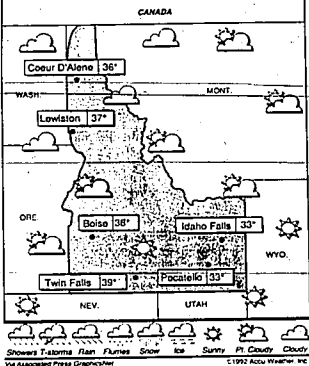 CANADA
Coeur D'Alene 36°
WASH.
MONT.
Lewiston 37°
ORE.
Boise 36°
Idaho Falls 33°
WYO.
Twin Falls 39°
Pocatello 33°
NEV.
UTAH
Showers T-storms Rain Flurries Snow Ice Sunny Pt. Cloudy Cloudy
Via Associated Press GraphicsNet
©1992 Accu Weather, Inc